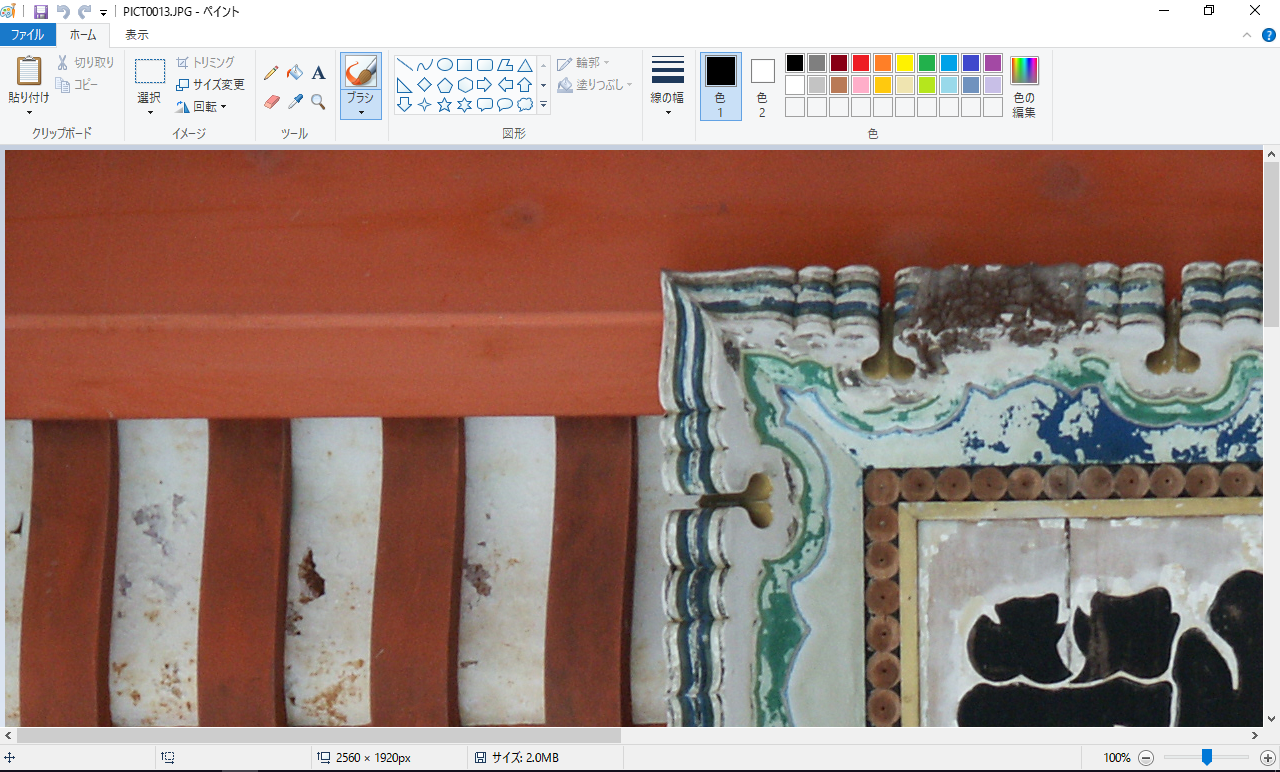 PICT0013.JPG - ペイント
ファイル ホーム 表示
貼り付け
切り取り
コピー
クリップボード
選択
トリミング
サイズ変更
回転
イメージ
ツール
ブラシ
輪郭
塗りつぶし
図形
線の幅
色
1
色
2
色の
編集
色
2560 × 1920px
サイズ: 2.0MB
100%